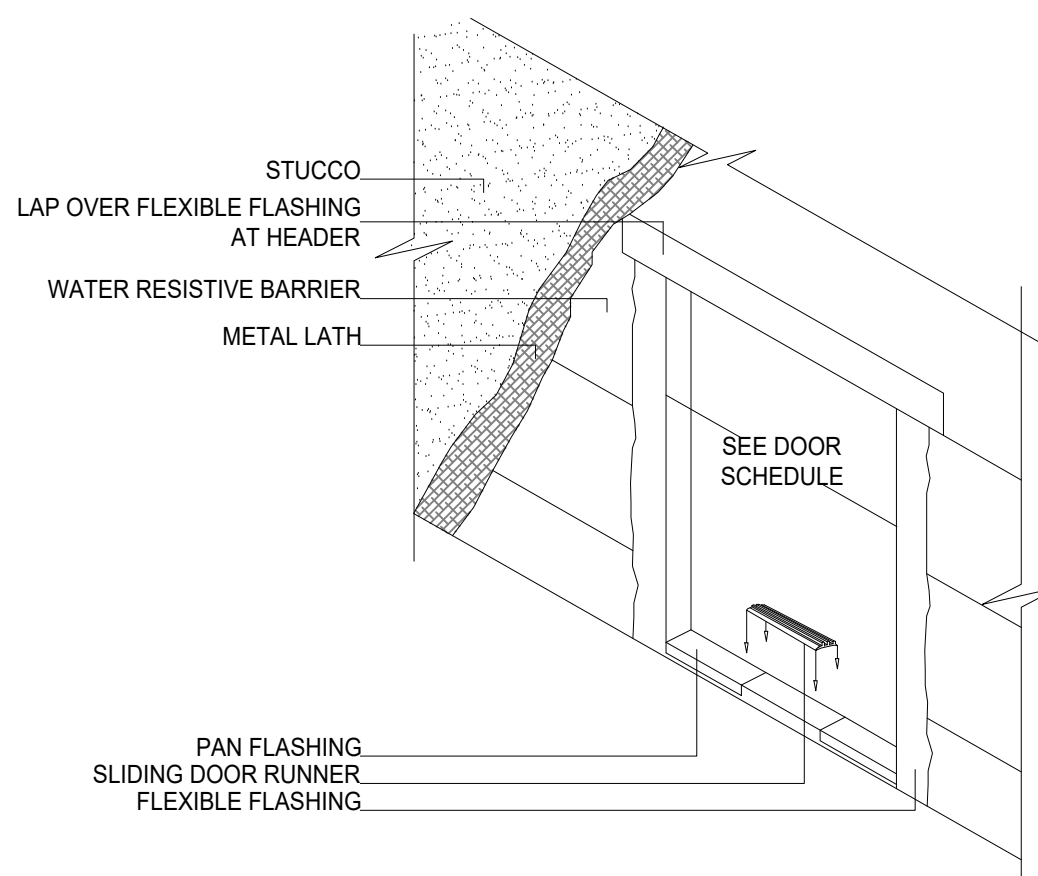 STUCCO
LAP OVER FLEXIBLE FLASHING
AT HEADER
WATER RESISTIVE BARRIER
METAL LATH
SEE DOOR
SCHEDULE
PAN FLASHING
SLIDING DOOR RUNNER
FLEXIBLE FLASHING